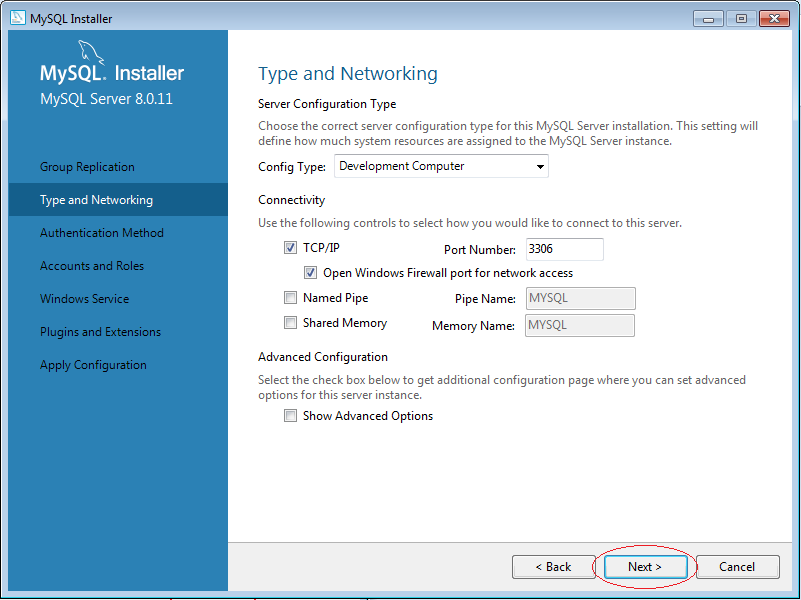 MySQL Installer
MySQL. Installer
MySQL Server 8.0.11
Group Replication
Type and Networking
Authentication Method
Accounts and Roles
Windows Service
Plugins and Extensions
Apply Configuration
Type and Networking
Server Configuration Type
Choose the correct server configuration type for this MySQL Server installation. This setting will
define how much system resources are assigned to the MySQL Server instance.
Config Type: Development Computer
Connectivity
Use the following controls to select how you would like to connect to this server.
TCP/IP Port Number: 3306
Open Windows Firewall port for network access
Named Pipe Pipe Name: MYSQL
Shared Memory Memory Name: MYSQL
Advanced Configuration
Select the check box below to get additional configuration page where you can set advanced
options for this server instance.
Show Advanced Options
< Back Next > Cancel